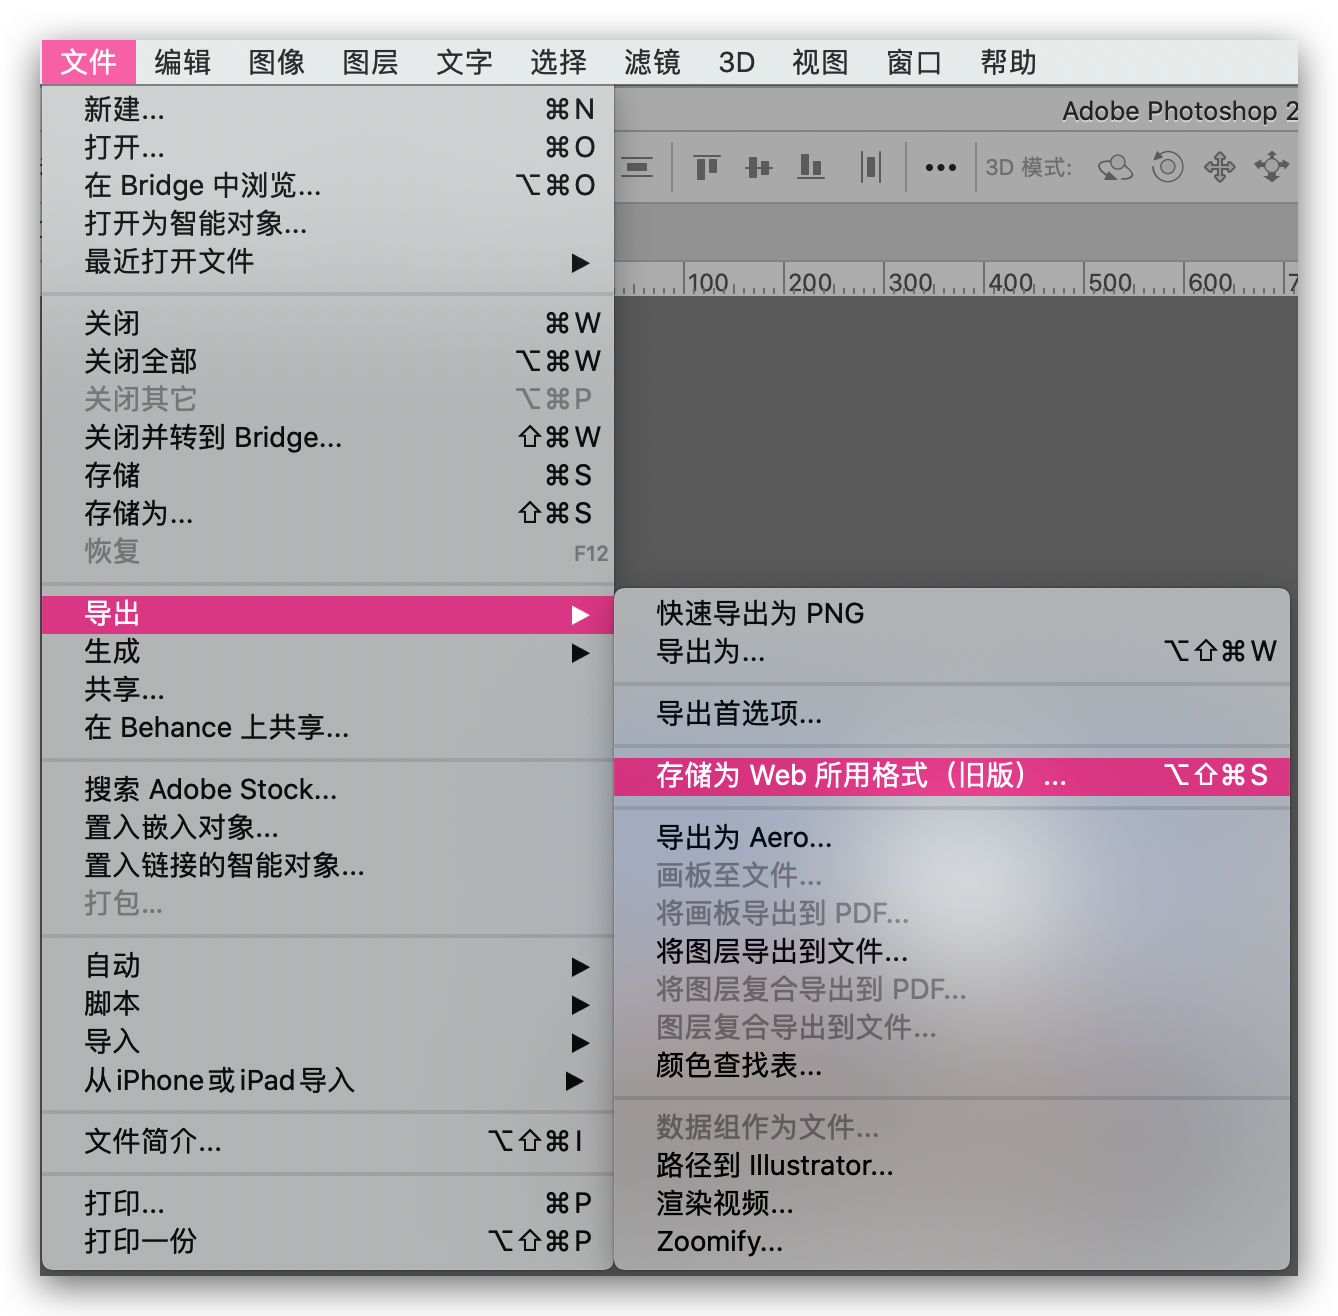 文件 编辑 图像 图层 文字 选择 滤镜 3D 视图 窗口 帮助
Adobe Photoshop 2
3D 模式:
100 200 300 400 500 600 7
新建... ⌘N
打开... ⌘O
在 Bridge 中浏览... ⌥⌘O
打开为智能对象...
最近打开文件 ▶
关闭 ⌘W
关闭全部 ⌥⌘W
关闭其它 ⌥⌘P
关闭并转到 Bridge... ⇧⌘W
存储 ⌘S
存储为... ⇧⌘S
恢复 F12
导出 ▶
生成 ▶
共享...
在 Behance 上共享...
搜索 Adobe Stock...
置入嵌入对象...
置入链接的智能对象...
打包...
自动 ▶
脚本 ▶
导入 ▶
从 iPhone 或 iPad 导入 ▶
文件简介... ⌥⇧⌘I
打印... ⌘P
打印一份 ⌥⇧⌘P
快速导出为 PNG
导出为... ⌥⇧⌘W
导出首选项...
存储为 Web 所用格式（旧版）... ⌥⇧⌘S
导出为 Aero...
画板至文件...
将画板导出到 PDF...
将图层导出到文件...
将图层复合导出到 PDF...
图层复合导出到文件...
颜色查找表...
数据组作为文件...
路径到 Illustrator...
渲染视频...
Zoomify...